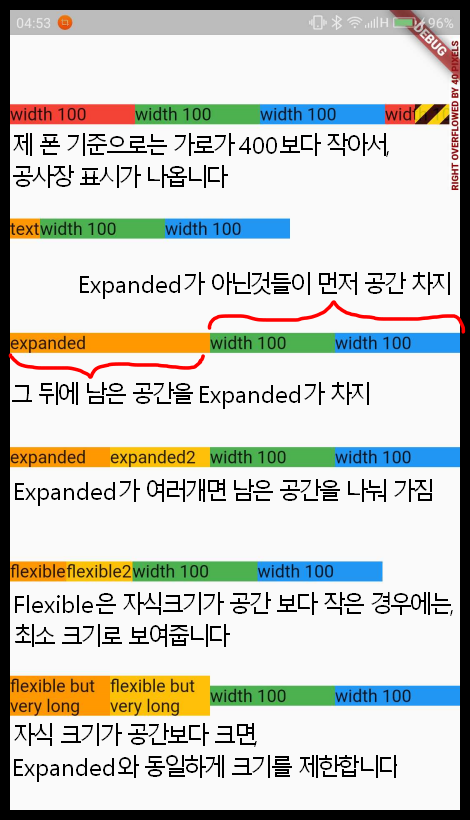 04:53 H 96%
DEBUG
RIGHT OVERFLOWED BY 40 PIXELS
width 100 width 100 width 100
제 폰 기준으로는 가로가 400보다 작아서,
공사장 표시가 나옵니다
text width 100 width 100
Expanded가 아닌것들이 먼저 공간 차지
expanded width 100 width 100
그 뒤에 남은 공간을 Expanded가 차지
expanded expanded2 width 100 width 100
Expanded가 여러개면 남은 공간을 나눠 가짐
flexible flexible2 width 100 width 100
Flexible은 자식크기가 공간 보다 작은 경우에는,
최소 크기로 보여줍니다
flexible but very long flexible but very long width 100 width 100
자식 크기가 공간보다 크면,
Expanded와 동일하게 크기를 제한합니다